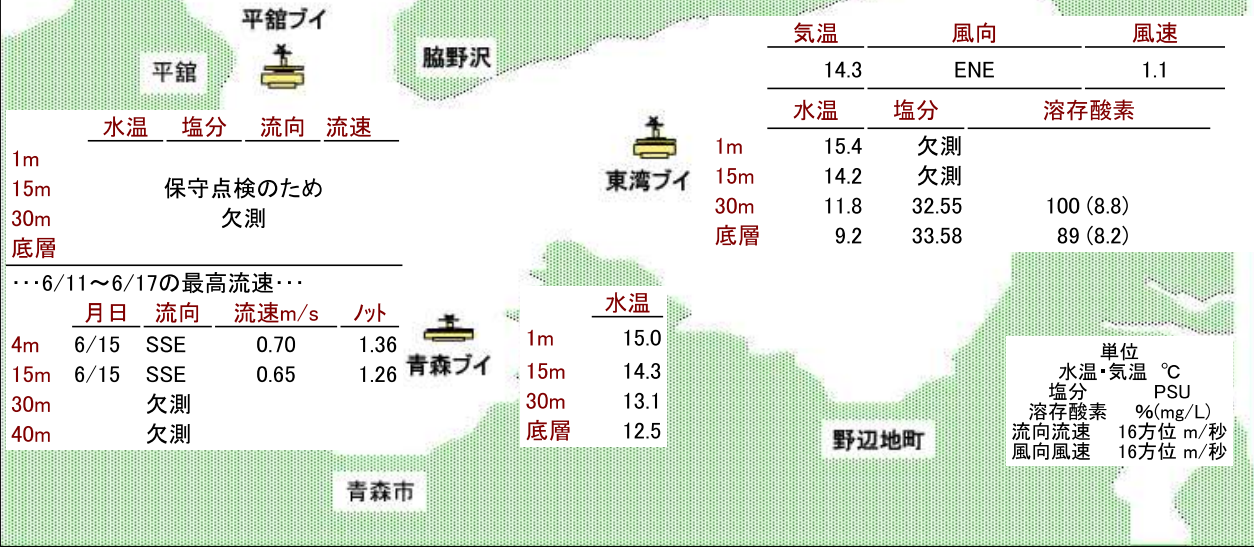 平舘ブイ
平舘
脇野沢
水温 塩分 流向 流速
1m
15m 保守点検のため
30m 欠測
底層
…6/11～6/17の最高流速…
月日 流向 流速m/s ノット
4m 6/15 SSE 0.70 1.36
15m 6/15 SSE 0.65 1.26
30m 欠測
40m 欠測
気温 風向 風速
14.3 ENE 1.1
東湾ブイ
水温 塩分 溶存酸素
1m 15.4 欠測
15m 14.2 欠測
30m 11.8 32.55 100 (8.8)
底層 9.2 33.58 89 (8.2)
青森ブイ
水温
1m 15.0
15m 14.3
30m 13.1
底層 12.5
単位
水温・気温 ℃
塩分 PSU
溶存酸素 %(mg/L)
流向流速 16方位 m/秒
風向風速 16方位 m/秒
野辺地町
青森市